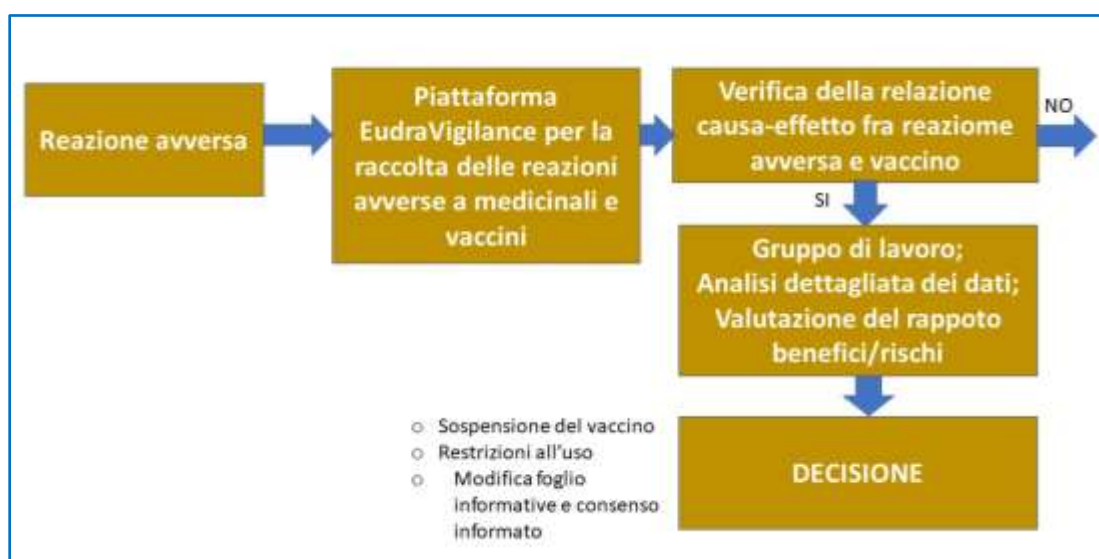 Reazione avversa
Piattaforma
EudraVigilance per la
raccolta delle reazioni
avverse a medicinali e
vaccini
Verifica della relazione
causa-effetto fra reaziome
avversa e vaccino
NO
SI
Gruppo di lavoro;
Analisi dettagliata dei dati;
Valutazione del rappoto
benefici/rischi
○ Sospensione del vaccino
○ Restrizioni all'uso
○ Modifica foglio
informative e consenso
informato
DECISIONE